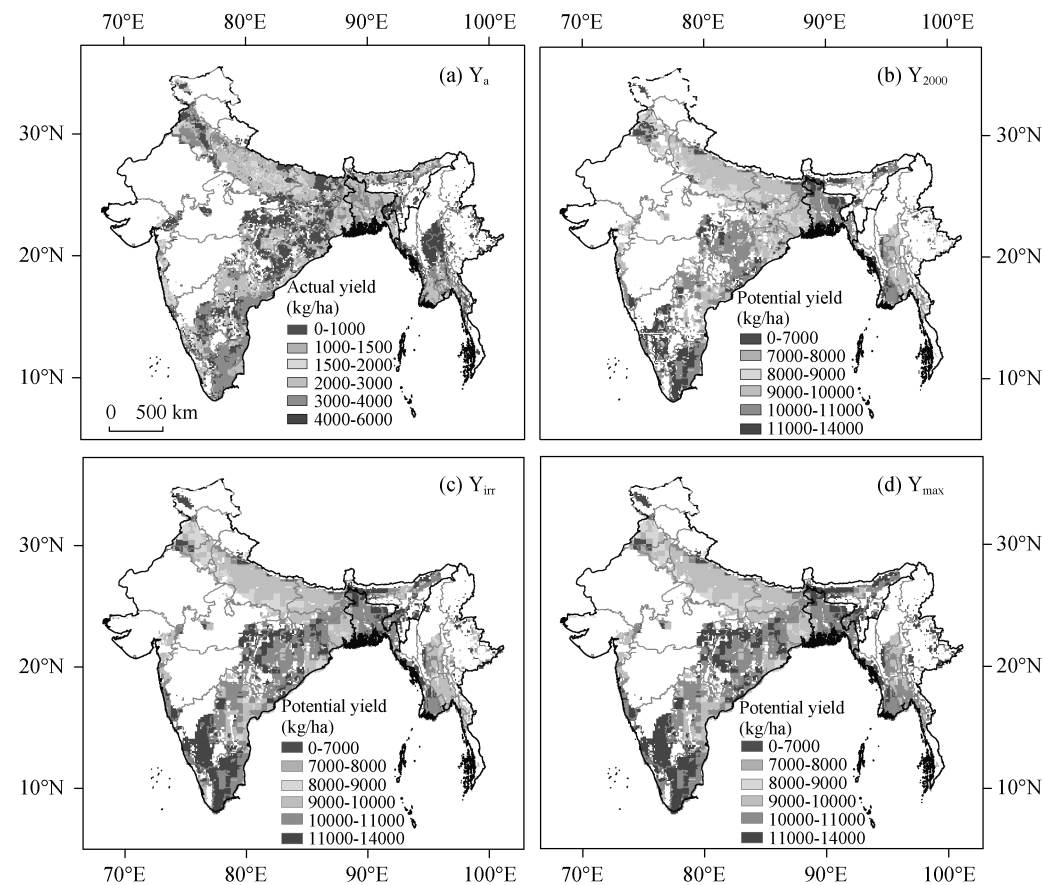 70°E 80°E 90°E 100°E 70°E 80°E 90°E 100°E
(a) Ya
30°N
20°N
10°N
Actual yield
(kg/ha)
0-1000
1000-1500
1500-2000
2000-3000
3000-4000
4000-6000
0 500 km
(b) Y2000
30°N
20°N
10°N
Potential yield
(kg/ha)
0-7000
7000-8000
8000-9000
9000-10000
10000-11000
11000-14000
(c) Yirr
30°N
20°N
10°N
Potential yield
(kg/ha)
0-7000
7000-8000
8000-9000
9000-10000
10000-11000
11000-14000
(d) Ymax
30°N
20°N
10°N
Potential yield
(kg/ha)
0-7000
7000-8000
8000-9000
9000-10000
10000-11000
11000-14000
70°E 80°E 90°E 100°E 70°E 80°E 90°E 100°E